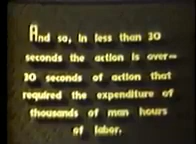 And so, in less than 30
seconds the action is over—
30 seconds of action that
required the expenditure of
thousands of man hours
of labor.